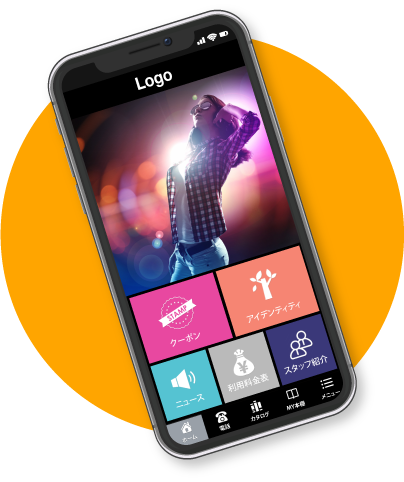 Logo
STAMP
クーポン
アイデンティティ
ニュース
¥
利用料金表
スタッフ紹介
ホーム
電話
カタログ
MY本棚
メニュー